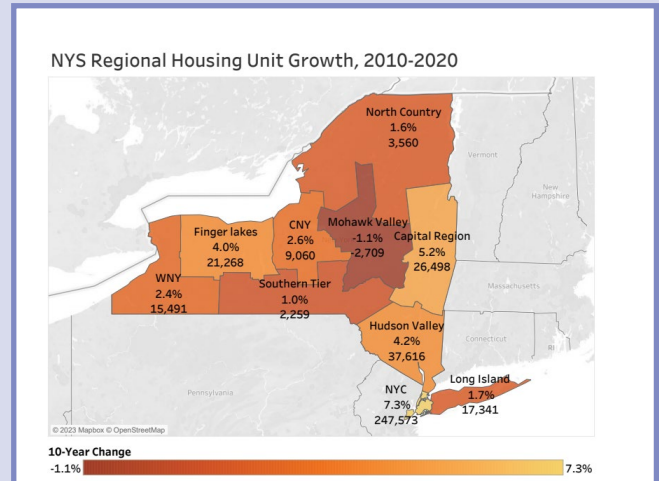 NYS Regional Housing Unit Growth, 2010-2020
North Country
1.6%
3,560
Vermont
New
Hampshire
Mohawk Valley
-1.1%
-2,709
Capital Region
5.2%
26,498
CNY
2.6%
9,060
Finger lakes
4.0%
21,268
WNY
2.4%
15,491
Southern Tier
1.0%
2,259
Massachusetts
Hudson Valley
4.2%
37,616
Connecticut
RI
Pennsylvania
NYC
7.3%
247,573
Long Island
1.7%
17,341
© 2023 Mapbox © OpenStreetMap
10-Year Change
-1.1%
7.3%